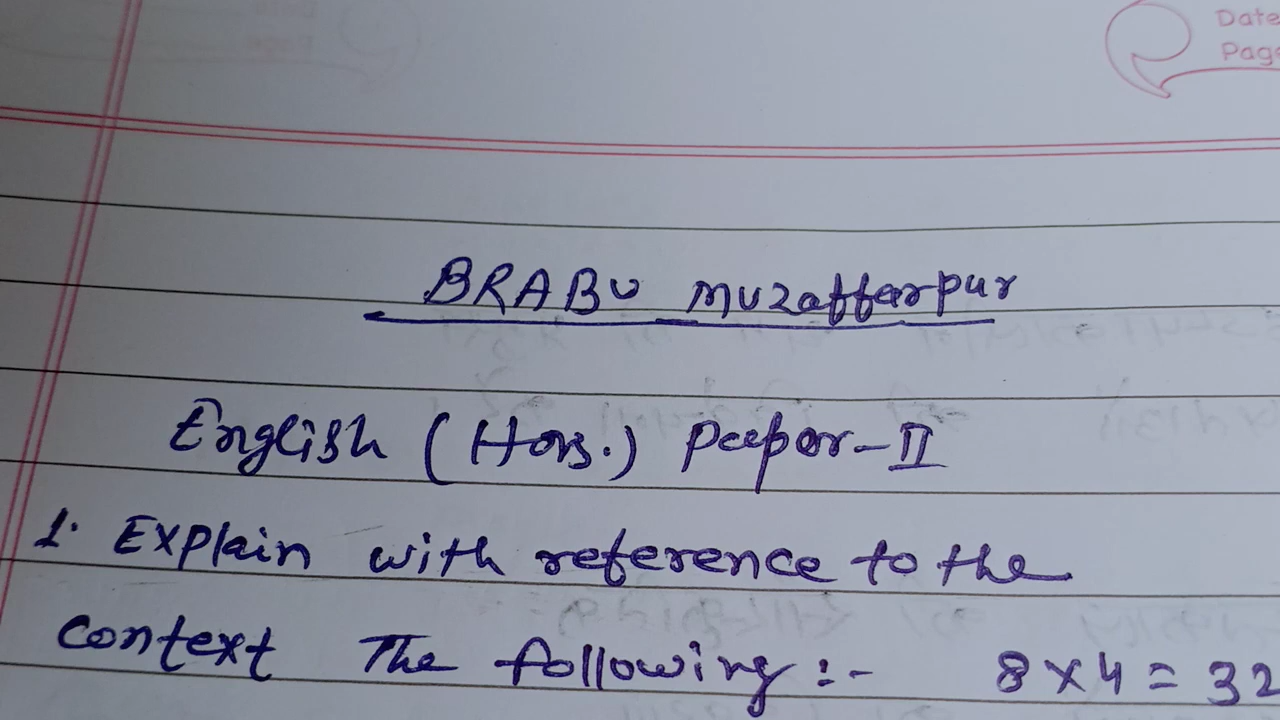 Date
Page
BRABU Muzaffarpur
English (Hons.) Paper-II
1. Explain with reference to the
context The following :- 8 x 4 = 32